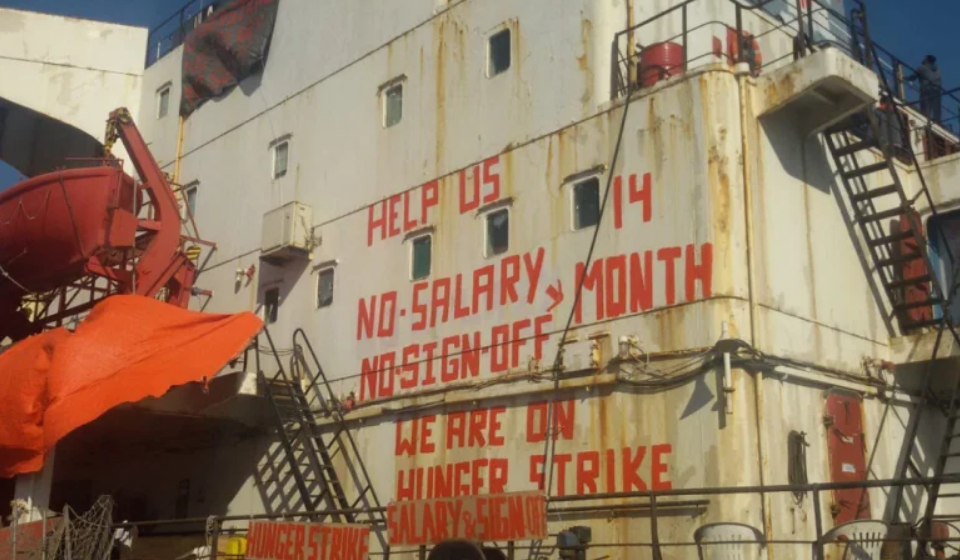 HELP US
NO·SALARY > 14 MONTH
NO·SIGN·OFF
WE ARE ON
HUNGER STRIKE
HUNGER STRIKE
SALARY & SIGN OFF